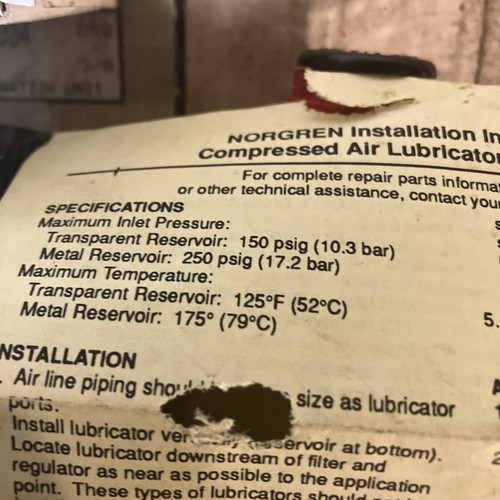 NORGREN Installation In
Compressed Air Lubricato
For complete repair parts informa
or other technical assistance, contact your
SPECIFICATIONS
Maximum Inlet Pressure:
Transparent Reservoir: 150 psig (10.3 bar)
Metal Reservoir: 250 psig (17.2 bar)
Maximum Temperature:
Transparent Reservoir: 125°F (52°C)
Metal Reservoir: 175° (79°C)
5.
NSTALLATION
. Air line piping shou size as lubricator
ports.
Install lubricator ver servoir at bottom).
Locate lubricator downstream of filter and
regulator as near as possible to the application
point. These types of lubricators should